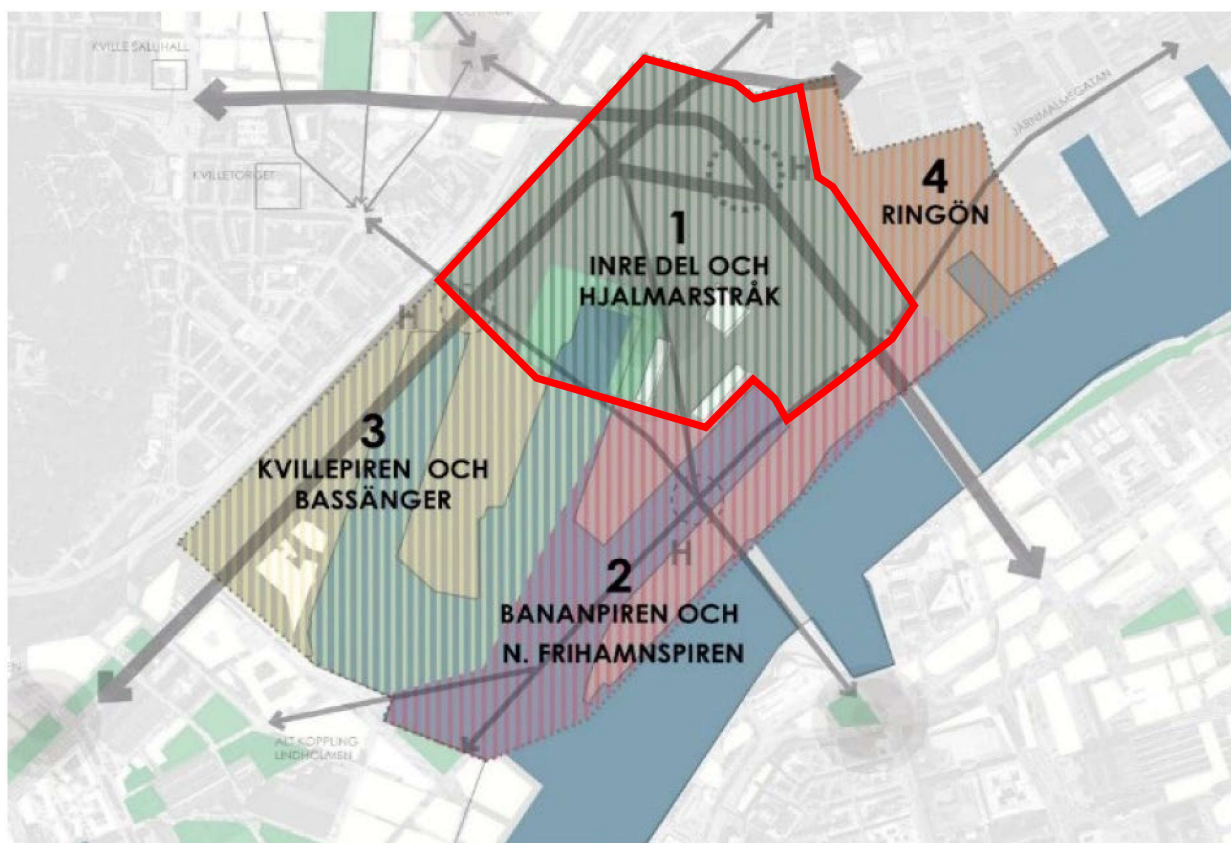 KVILLE SALUHALL
JÄRNMALMSGATAN
KVILLETORGET
H
4
RINGÖN
1
INRE DEL OCH
HJALMARSTRÅK
H
3
KVILLEPIREN OCH
BASSÄNGER
H
2
BANANPIREN OCH
N. FRIHAMNSPIREN
ALT KOPPLING
LINDHOLMEN